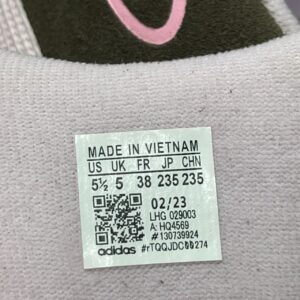 MADE IN VIETNAM
US UK FR JP CHN
5½ 5 38 235 235
02/23
LHG 029003
A: HQ4569
#130739924
adidas #rTQQJDC00274